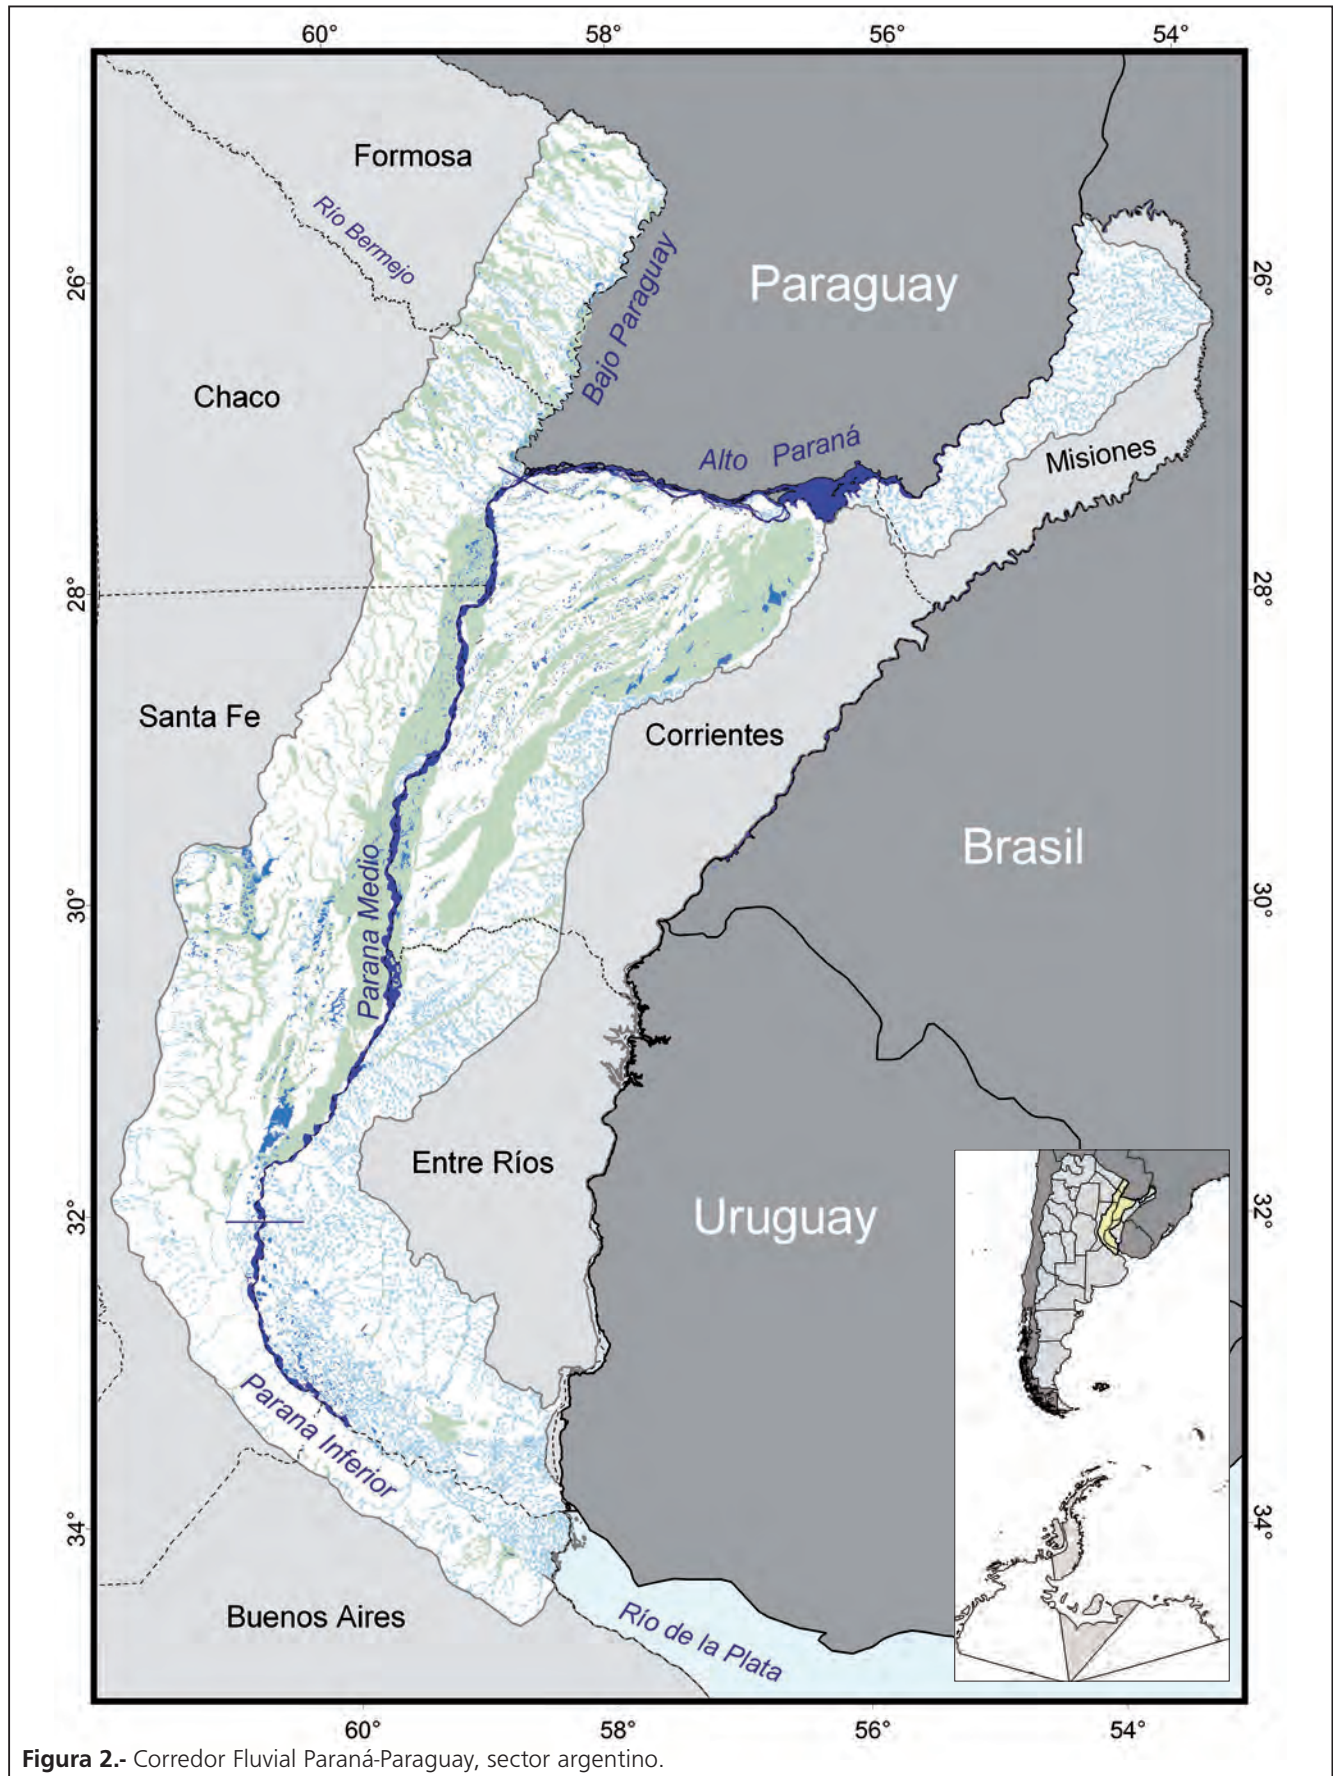 60° 58° 56° 54°
Formosa
Río Bermejo
26°
Bajo Paraguay
Paraguay
26°
Chaco
Alto Paraná
Misiones
28°
28°
Santa Fe
Corrientes
Brasil
Parana Medio
30°
30°
Entre Ríos
32°
Uruguay
32°
Parana Inferior
34°
34°
Buenos Aires
Río de la Plata
60° 58° 56° 54°
Figura 2.- Corredor Fluvial Paraná-Paraguay, sector argentino.